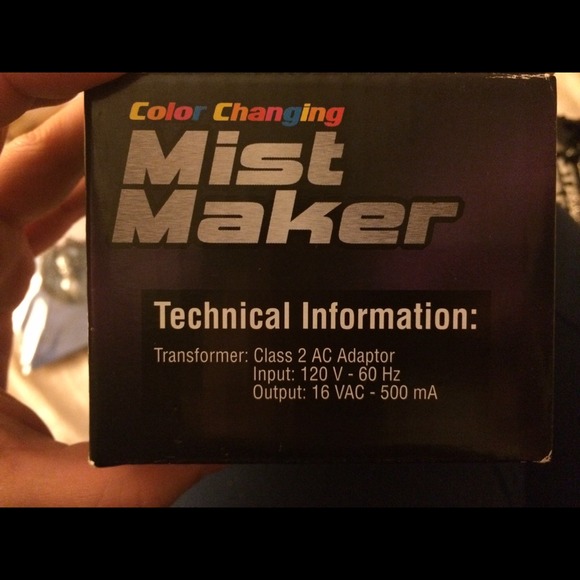 Color Changing
Mist
Maker
Technical Information:
Transformer: Class 2 AC Adaptor
Input: 120 V - 60 Hz
Output: 16 VAC - 500 mA